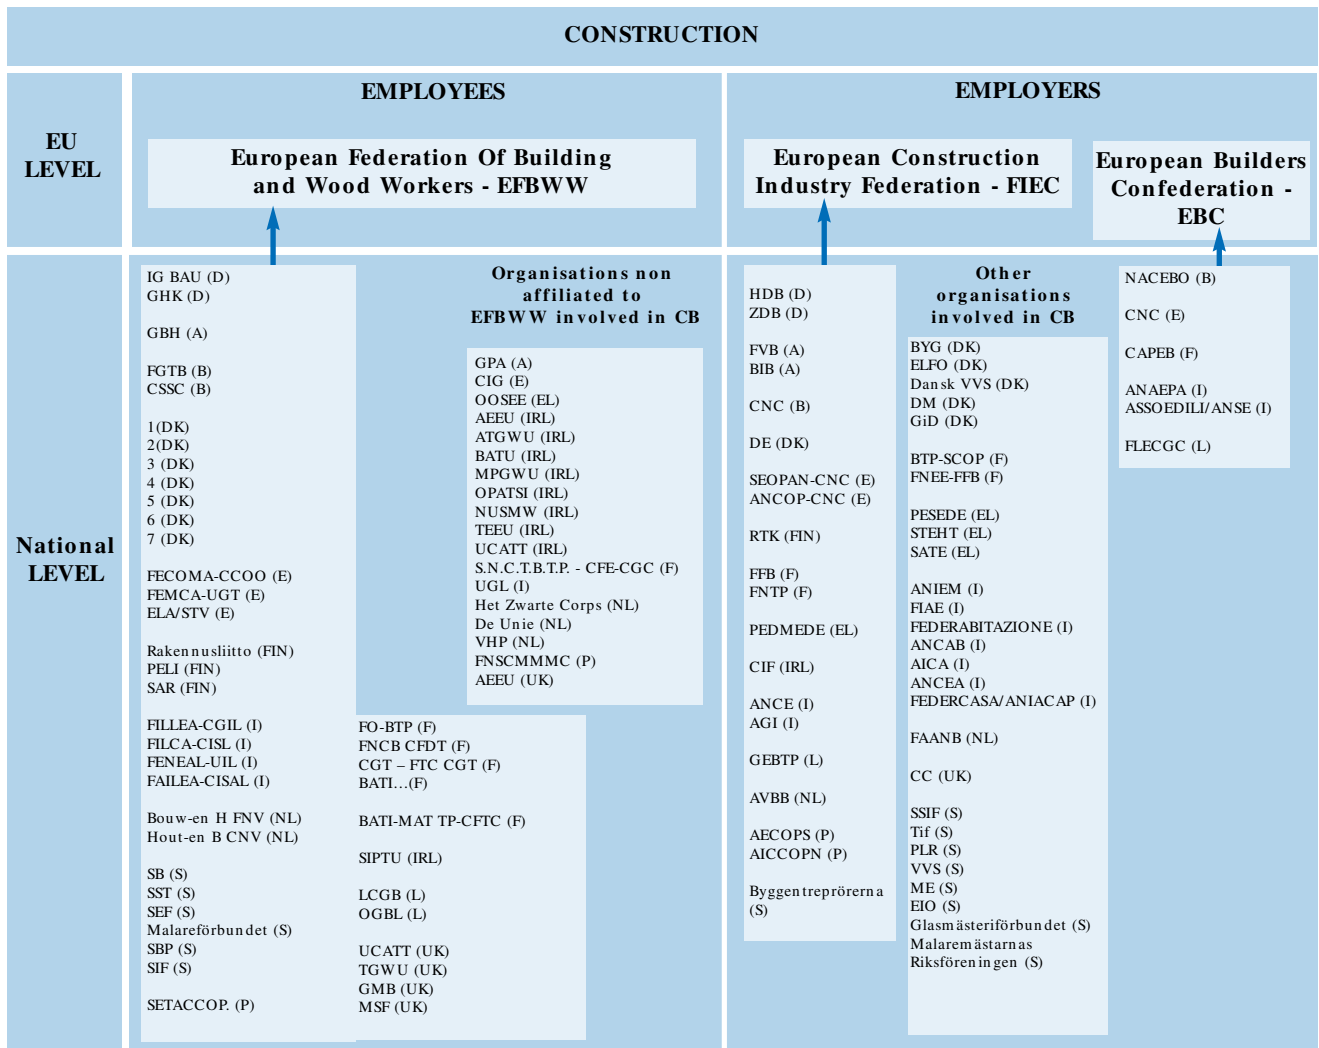 CONSTRUCTION
EU
LEVEL
EMPLOYEES
European Federation Of Building
and Wood Workers - EFBWW
EMPLOYERS
European Construction
Industry Federation - FIEC
European Builders
Confederation -
EBC
National
LEVEL
IG BAU (D)
GHK (D)
GBH (A)
FGTB (B)
CSSC (B)
1(DK)
2(DK)
3 (DK)
4 (DK)
5 (DK)
6 (DK)
7 (DK)
FECOMA-CCOO (E)
FEMCA-UGT (E)
ELA/STV (E)
Rakennusliitto (FIN)
PELI (FIN)
SAR (FIN)
FILLEA-CGIL (I)
FILCA-CISL (I)
FENEAL-UIL (I)
FAILEA-CISAL (I)
Bouw-en H FNV (NL)
Hout-en B CNV (NL)
SB (S)
SST (S)
SEF (S)
Malareförbundet (S)
SBP (S)
SIF (S)
SETACCOP. (P)
FO-BTP (F)
FNCB CFDT (F)
CGT – FTC CGT (F)
BATI...(F)
BATI-MAT TP-CFTC (F)
SIPTU (IRL)
LCGB (L)
OGBL (L)
UCATT (UK)
TGWU (UK)
GMB (UK)
MSF (UK)
Organisations non
affiliated to
EFBWW involved in CB
GPA (A)
CIG (E)
OOSEE (EL)
AEEU (IRL)
ATGWU (IRL)
BATU (IRL)
MPGWU (IRL)
OPATSI (IRL)
NUSMW (IRL)
TEEU (IRL)
UCATT (IRL)
S.N.C.T.B.T.P. - CFE-CGC (F)
UGL (I)
Het Zwarte Corps (NL)
De Unie (NL)
VHP (NL)
FNSCMMMC (P)
AEEU (UK)
HDB (D)
ZDB (D)
FVB (A)
BIB (A)
CNC (B)
DE (DK)
SEOPAN-CNC (E)
ANCOP-CNC (E)
RTK (FIN)
FFB (F)
FNTP (F)
PEDMEDE (EL)
CIF (IRL)
ANCE (I)
AGI (I)
GEBTP (L)
AVBB (NL)
AECOPS (P)
AICCOPN (P)
Byggentreprörerna
(S)
Other
organisations
involved in CB
BYG (DK)
ELFO (DK)
Dansk VVS (DK)
DM (DK)
GiD (DK)
BTP-SCOP (F)
FNEE-FFB (F)
PESEDE (EL)
STEHT (EL)
SATE (EL)
ANIEM (I)
FIAE (I)
FEDERABITAZIONE (I)
ANCAB (I)
AICA (I)
ANCEA (I)
FEDERCASA/ANIACAP (I)
FAANB (NL)
CC (UK)
SSIF (S)
Tif (S)
PLR (S)
VVS (S)
ME (S)
EIO (S)
Glasmästeriförbundet (S)
Malaremästarnas
Riksföreningen (S)
NACEBO (B)
CNC (E)
CAPEB (F)
ANAEPA (I)
ASSOEDILI/ANSE (I)
FLECGC (L)